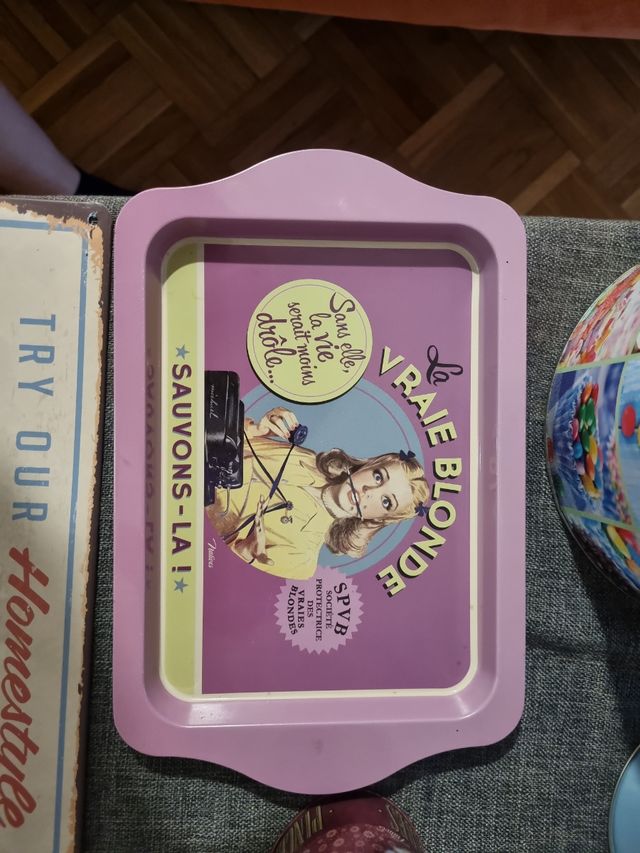 La
VRAIE BLONDE
Sans elle,
la vie
serait moins
drôle...
SPVB
SOCIÉTÉ
PROTECTRICE
DES
VRAIES
BLONDES
Natives
★ SAUVONS-LA ! ★
TRY OUR
Homestyle